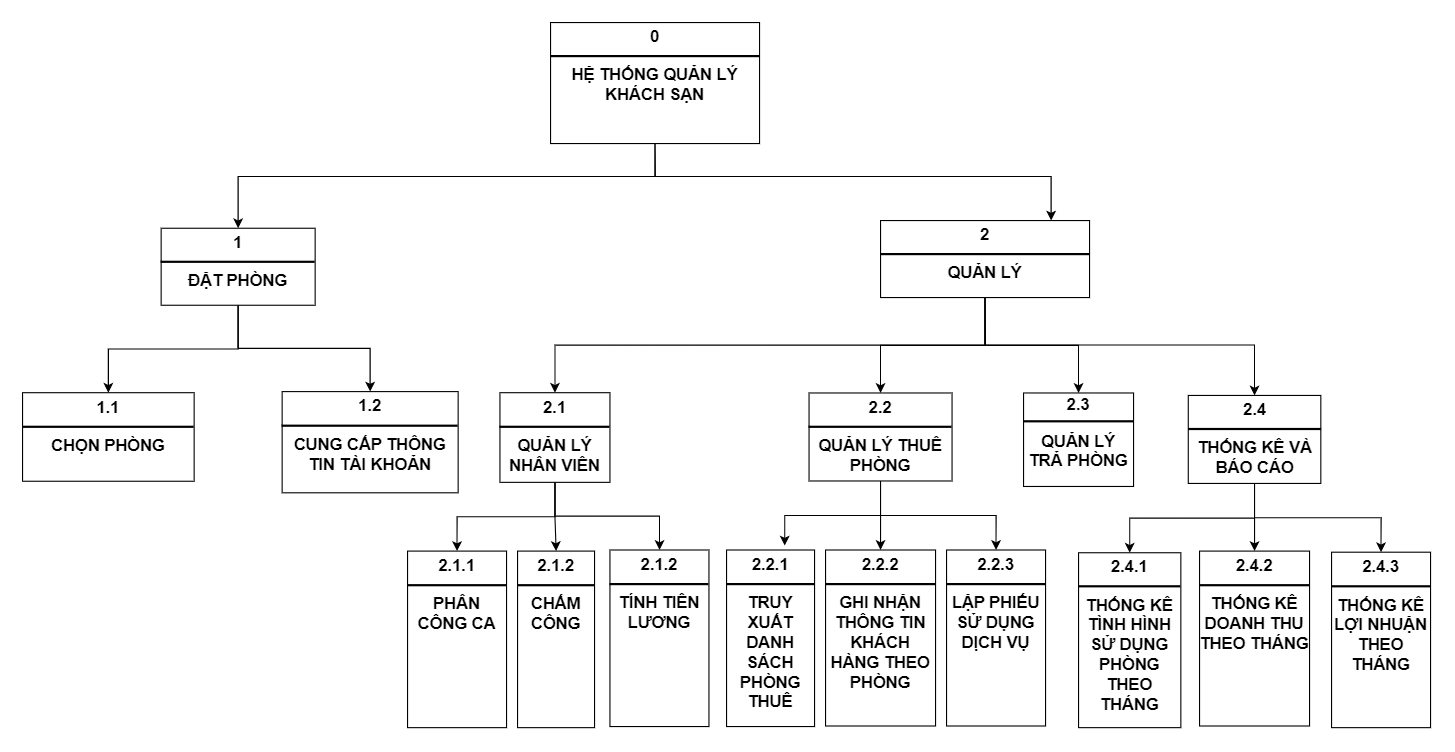 0
HỆ THỐNG QUẢN LÝ
KHÁCH SẠN
1
ĐẶT PHÒNG
2
QUẢN LÝ
1.1
CHỌN PHÒNG
1.2
CUNG CẤP THÔNG
TIN TÀI KHOẢN
2.1
QUẢN LÝ
NHÂN VIÊN
2.2
QUẢN LÝ THUÊ
PHÒNG
2.3
QUẢN LÝ
TRẢ PHÒNG
2.4
THỐNG KÊ VÀ
BÁO CÁO
2.1.1
PHÂN
CÔNG CA
2.1.2
CHẤM
CÔNG
2.1.2
TÍNH TIỀN
LƯƠNG
2.2.1
TRUY
XUẤT
DANH
SÁCH
PHÒNG
THUÊ
2.2.2
GHI NHẬN
THÔNG TIN
KHÁCH
HÀNG THEO
PHÒNG
2.2.3
LẬP PHIẾU
SỬ DỤNG
DỊCH VỤ
2.4.1
THỐNG KÊ
TÌNH HÌNH
SỬ DỤNG
PHÒNG
THEO
THÁNG
2.4.2
THỐNG KÊ
DOANH THU
THEO THÁNG
2.4.3
THỐNG KÊ
LỢI NHUẬN
THEO
THÁNG